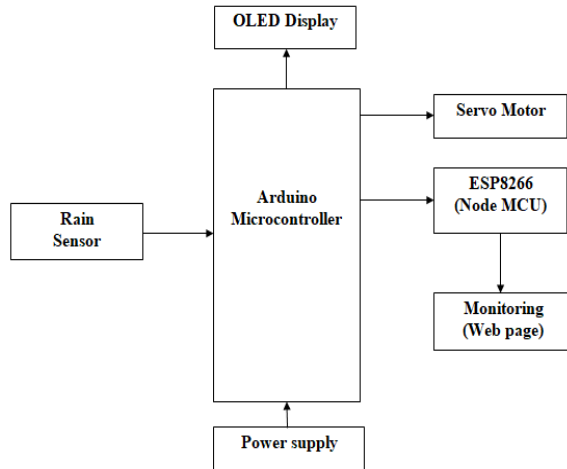 OLED Display
Servo Motor
Arduino
Microcontroller
ESP8266
(Node MCU)
Rain
Sensor
Monitoring
(Web page)
Power supply